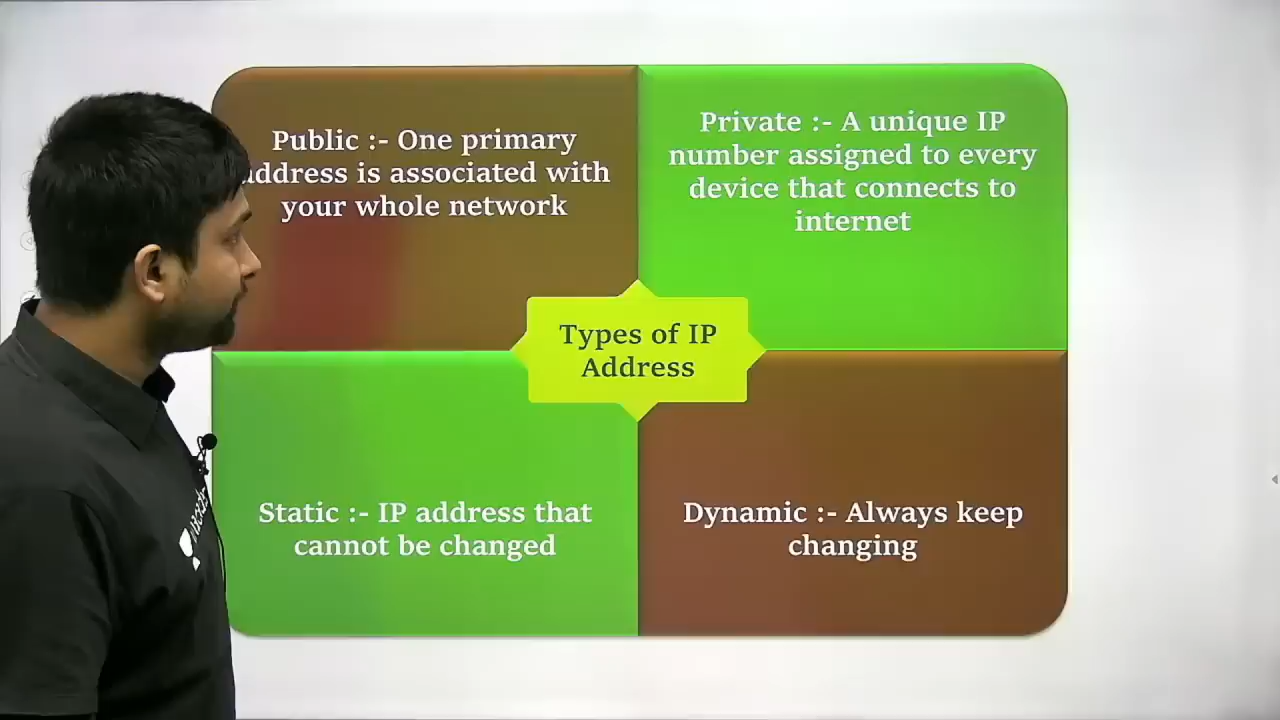 Public :- One primary
address is associated with
your whole network
Private :- A unique IP
number assigned to every
device that connects to
internet
Types of IP
Address
Static :- IP address that
cannot be changed
Dynamic :- Always keep
changing